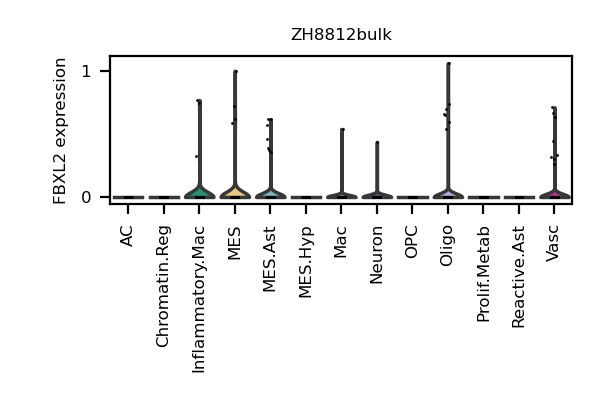 ZH8812bulk
FBXL2 expression
1
0
AC
Chromatin.Reg
Inflammatory.Mac
MES
MES.Ast
MES.Hyp
Mac
Neuron
OPC
Oligo
Prolif.Metab
Reactive.Ast
Vasc